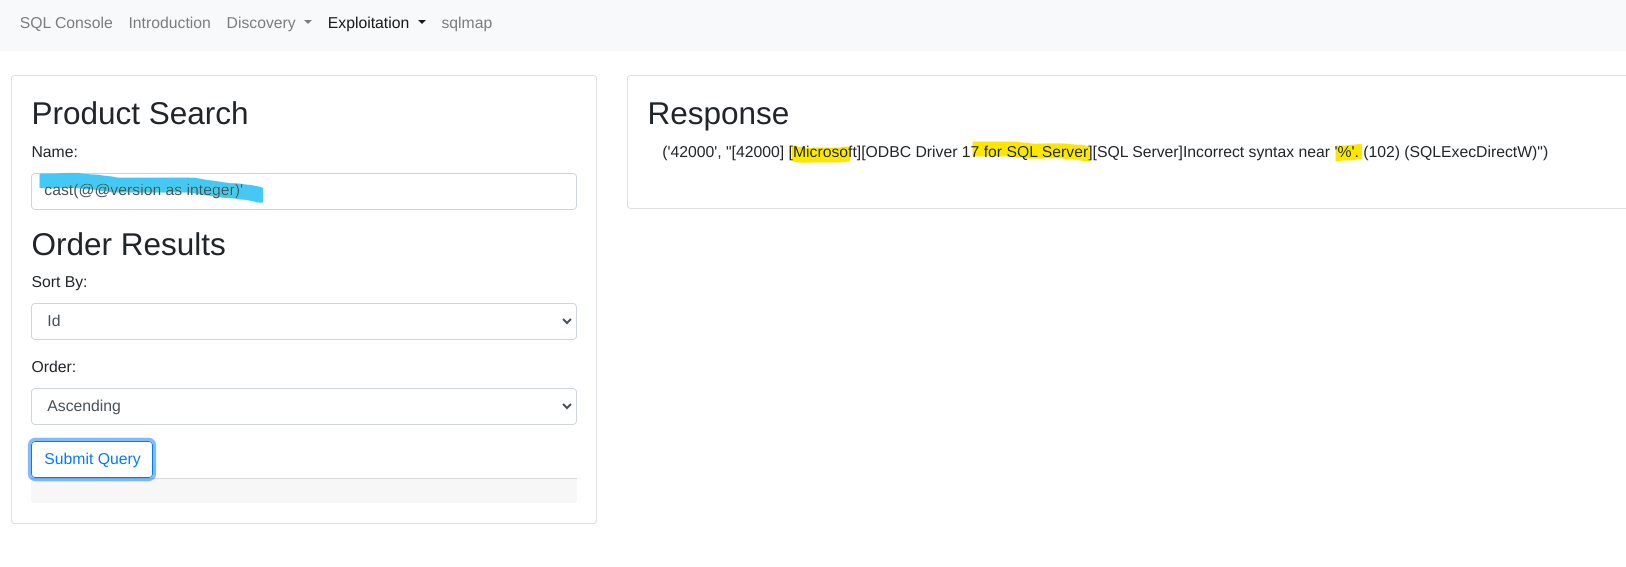 SQL Console Introduction Discovery Exploitation sqlmap
Product Search
Name:
cast(@@version as integer)'
Order Results
Sort By:
Id
Order:
Ascending
Submit Query
Response
('42000', "[42000] [Microsoft][ODBC Driver 17 for SQL Server][SQL Server]Incorrect syntax near '%'. (102) (SQLExecDirectW)")